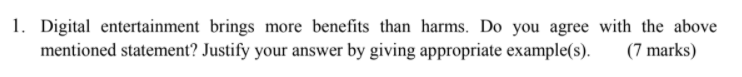 1. Digital entertainment brings more benefits than harms. Do you agree with the above
mentioned statement? Justify your answer by giving appropriate example(s). (7 marks)